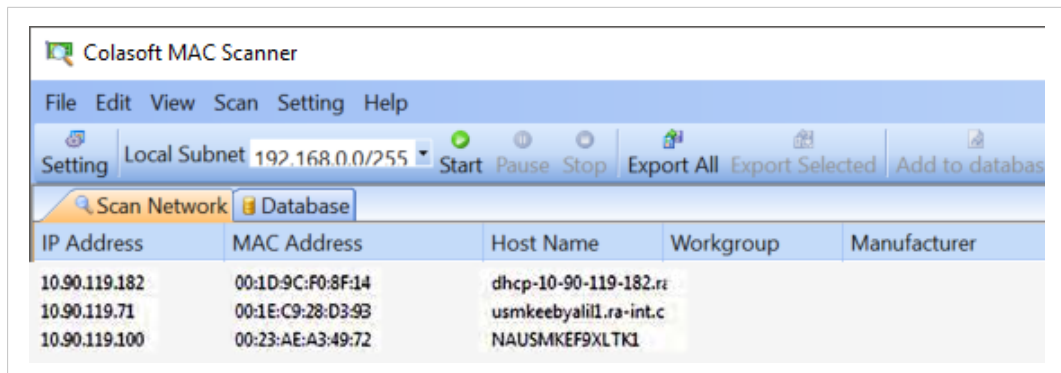 Colasoft MAC Scanner
File Edit View Scan Setting Help
Setting Local Subnet 192.168.0.0/255 Start Pause Stop Export All Export Selected Add to databas
Scan Network Database
IP Address MAC Address Host Name Workgroup Manufacturer
10.90.119.182 00:1D:9C:F0:8F:14 dhcp-10-90-119-182.ra
10.90.119.71 00:1E:C9:28:D3:93 usmkeebyalil1.ra-int.c
10.90.119.100 00:23:AE:A3:49:72 NAUSMKEF9XLTK1